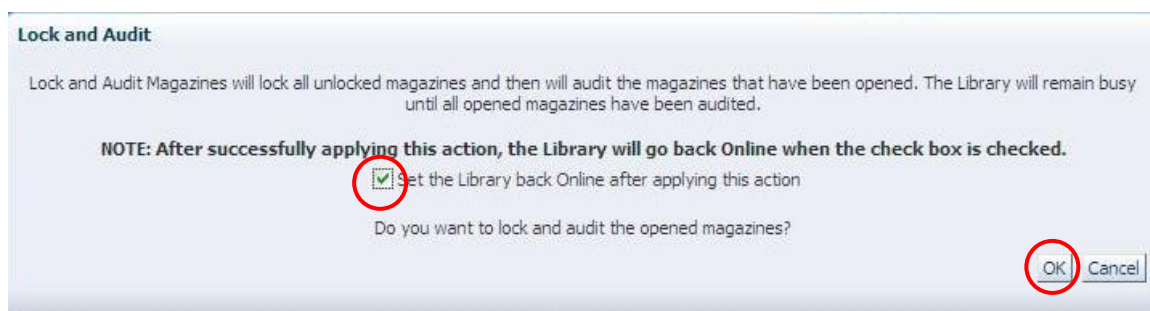 Lock and Audit
Lock and Audit Magazines will lock all unlocked magazines and then will audit the magazines that have been opened. The Library will remain busy
until all opened magazines have been audited.
NOTE: After successfully applying this action, the Library will go back Online when the check box is checked.
Set the Library back Online after applying this action
Do you want to lock and audit the opened magazines?
OK Cancel